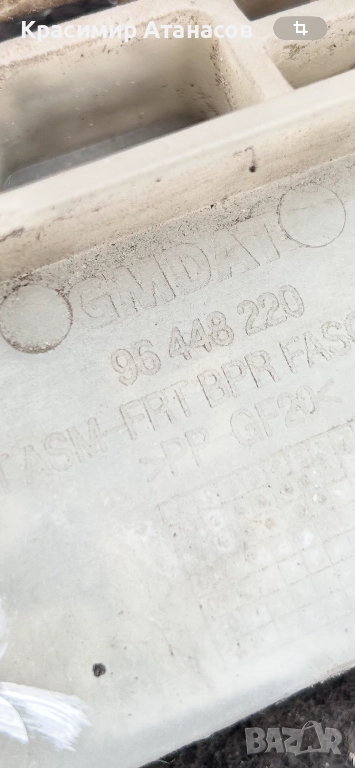 Красимир Атанасов
GMDAT
96 448 220
ASM-FRT BPR FASC
>PP-GF20<
BAZAR